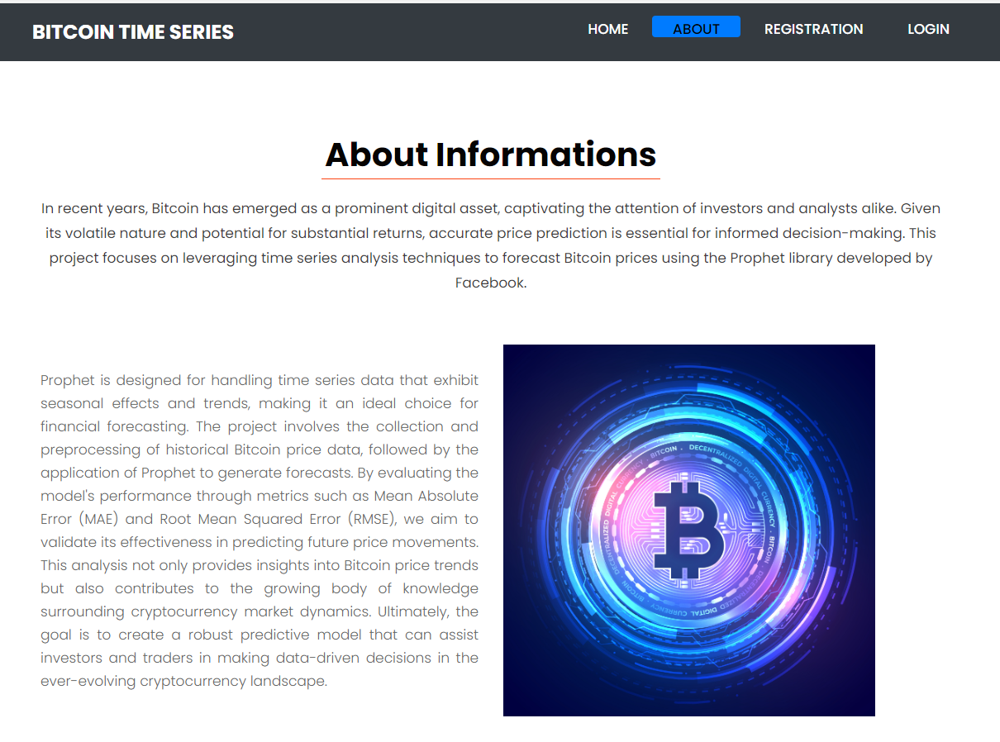 BITCOIN TIME SERIES
HOME
ABOUT
REGISTRATION
LOGIN
About Informations
In recent years, Bitcoin has emerged as a prominent digital asset, captivating the attention of investors and analysts alike. Given
its volatile nature and potential for substantial returns, accurate price prediction is essential for informed decision-making. This
project focuses on leveraging time series analysis techniques to forecast Bitcoin prices using the Prophet library developed by
Facebook.
Prophet is designed for handling time series data that exhibit
seasonal effects and trends, making it an ideal choice for
financial forecasting. The project involves the collection and
preprocessing of historical Bitcoin price data, followed by the
application of Prophet to generate forecasts. By evaluating the
model's performance through metrics such as Mean Absolute
Error (MAE) and Root Mean Squared Error (RMSE), we aim to
validate its effectiveness in predicting future price movements.
This analysis not only provides insights into Bitcoin price trends
but also contributes to the growing body of knowledge
surrounding cryptocurrency market dynamics. Ultimately, the
goal is to create a robust predictive model that can assist
investors and traders in making data-driven decisions in the
ever-evolving cryptocurrency landscape.
BITCOIN . DECENTRALIZED DIGITAL CURRENCY . BITCOIN DECENTRALIZED DIGITAL CURRENCY BITCOIN DECENTRALIZED DIGITAL CURRENCY